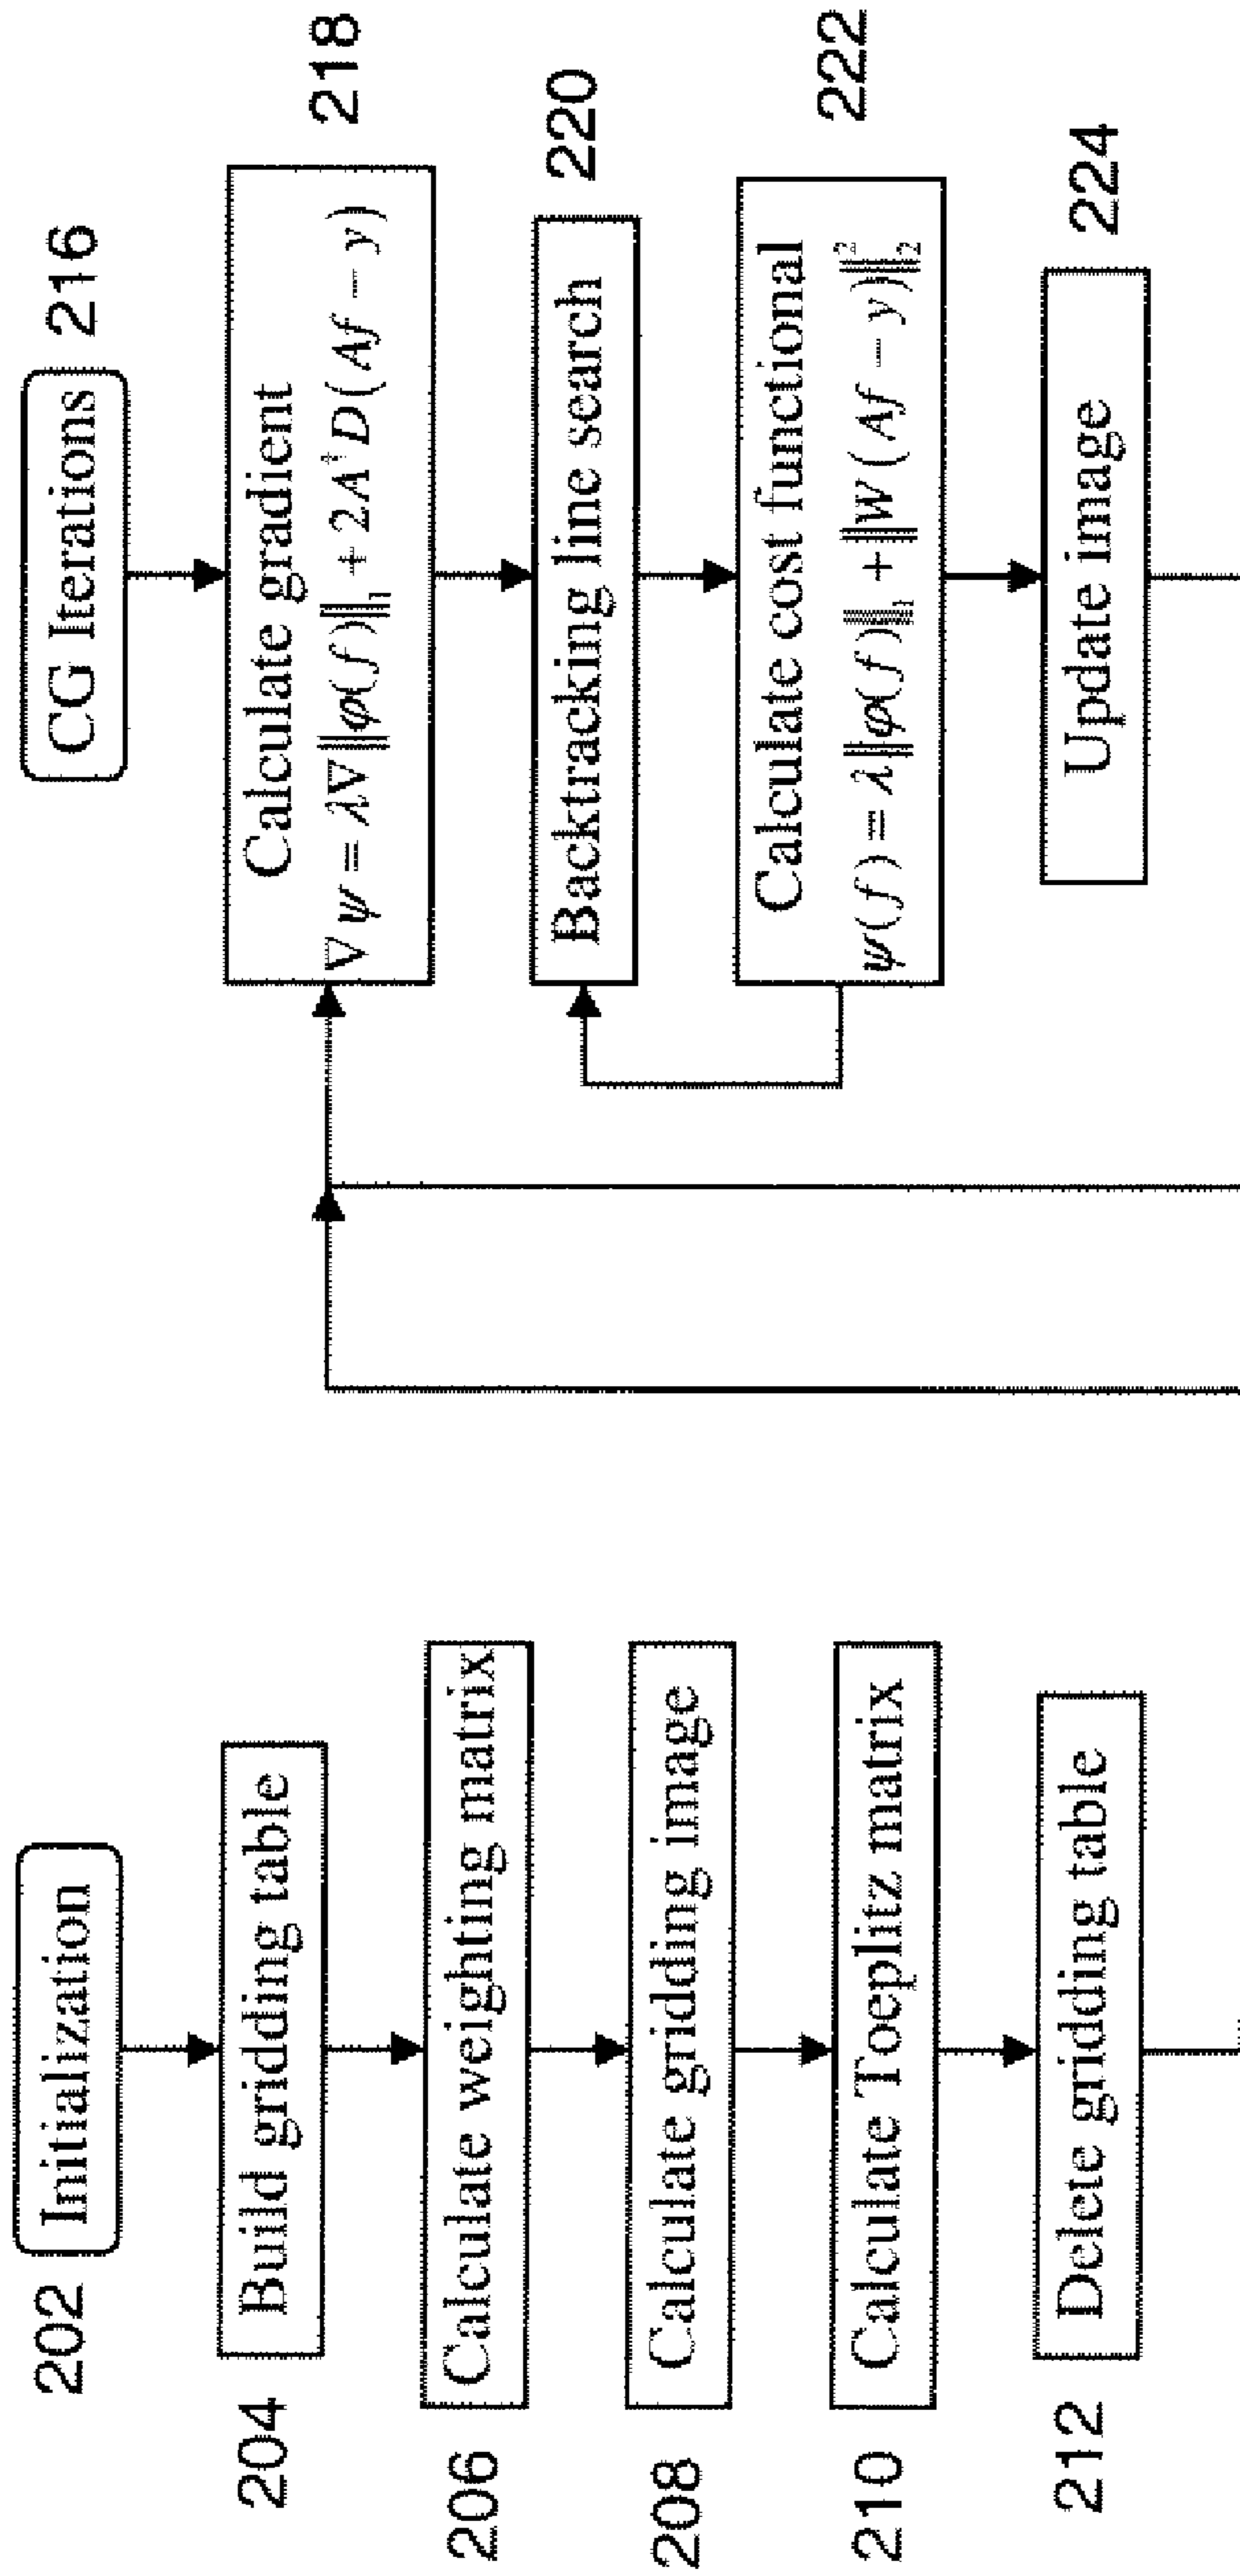 202 Initialization
204 Build gridding table
206 Calculate weighting matrix
208 Calculate gridding image
210 Calculate Toeplitz matrix
212 Delete gridding table
CG Iterations 216
Calculate gradient
∇ψ = λ∇‖φ(f)‖₁ + 2A†D(Af − y)
218
Backtracking line search 220
Calculate cost functional
ψ(f) = λ‖φ(f)‖₁ + ‖W(Af − y)‖₂²
222
Update image 224